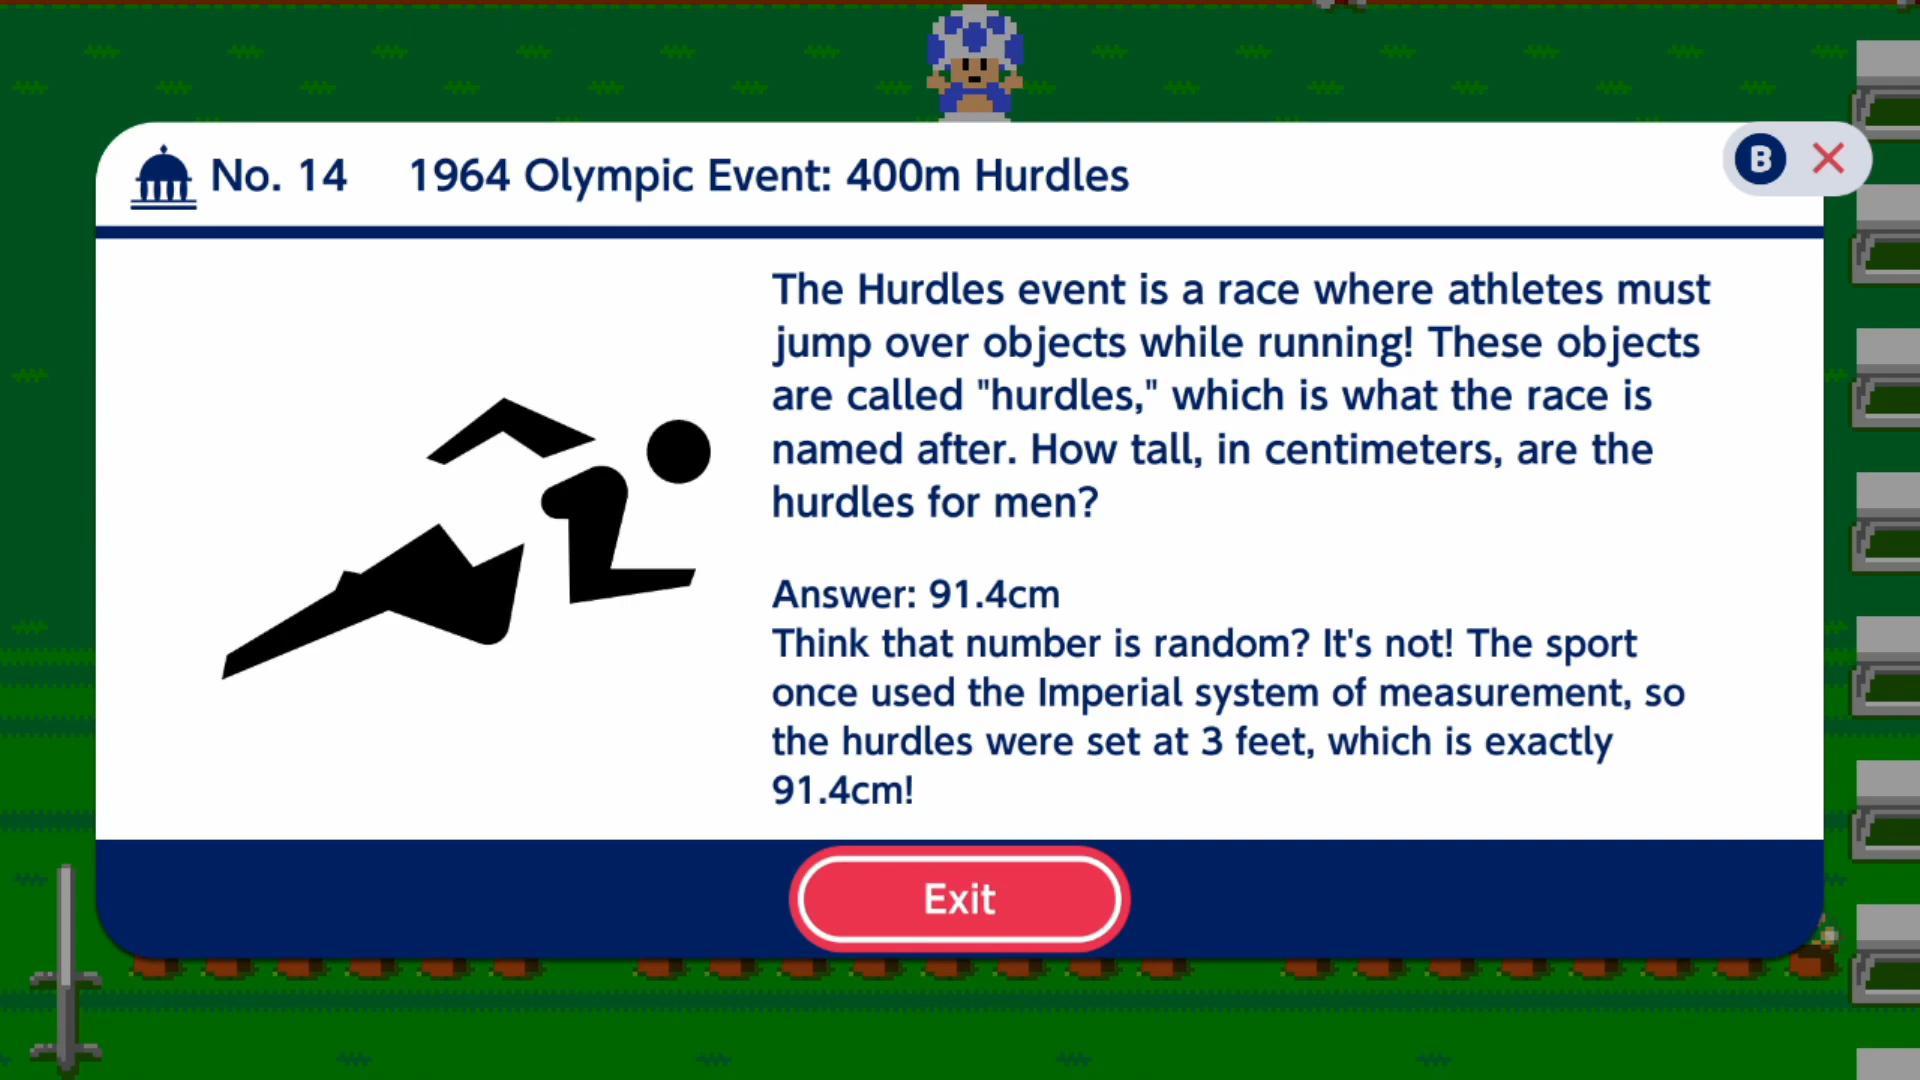 No. 14 1964 Olympic Event: 400m Hurdles
B
The Hurdles event is a race where athletes must
jump over objects while running! These objects
are called "hurdles," which is what the race is
named after. How tall, in centimeters, are the
hurdles for men?
Answer: 91.4cm
Think that number is random? It's not! The sport
once used the Imperial system of measurement, so
the hurdles were set at 3 feet, which is exactly
91.4cm!
Exit